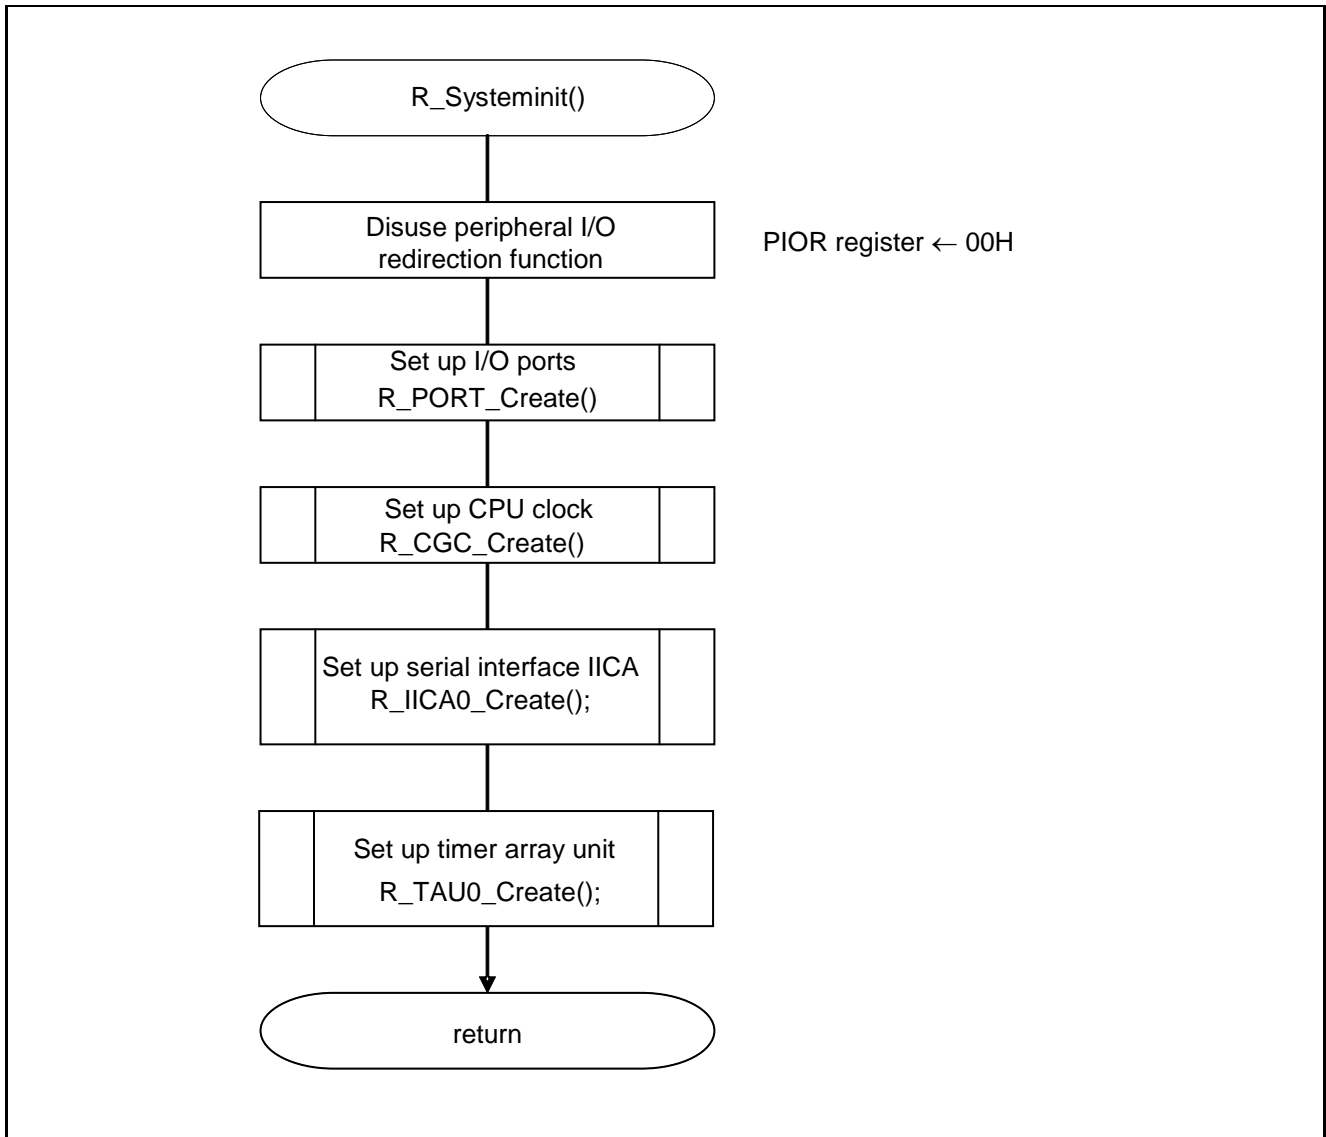 R_Systeminit()
Disuse peripheral I/O
redirection function
PIOR register ← 00H
Set up I/O ports
R_PORT_Create()
Set up CPU clock
R_CGC_Create()
Set up serial interface IICA
R_IICA0_Create();
Set up timer array unit
R_TAU0_Create();
return